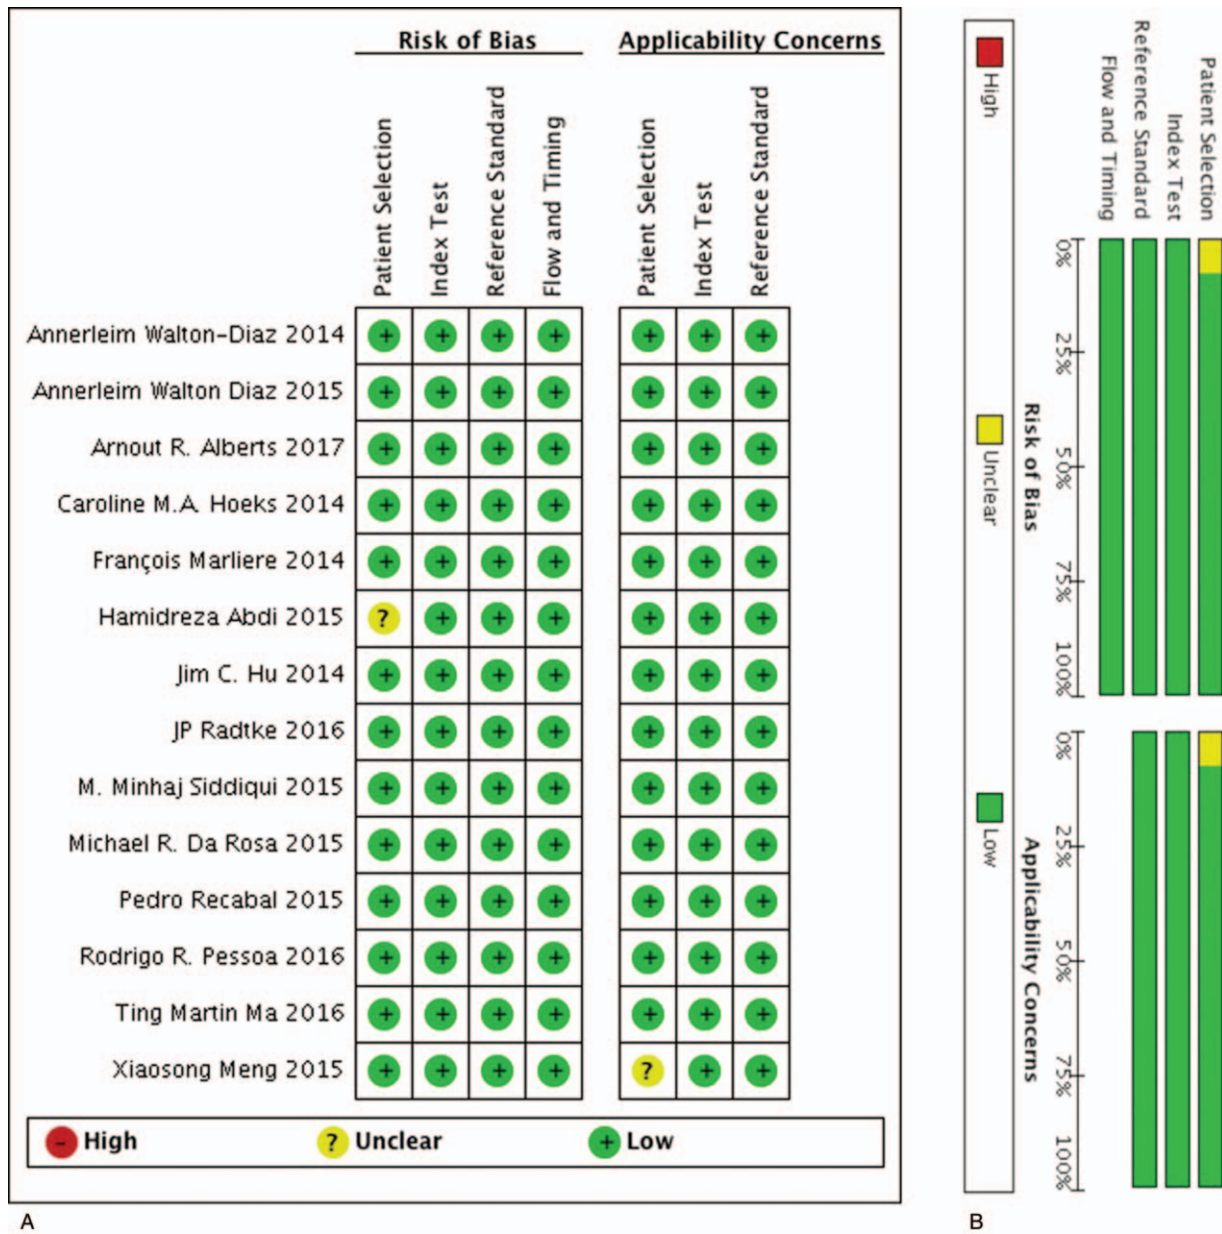 Risk of Bias
Applicability Concerns
Patient Selection
Index Test
Reference Standard
Flow and Timing
Patient Selection
Index Test
Reference Standard
Annerleim Walton-Diaz 2014 + + + + + + +
Annerleim Walton Diaz 2015 + + + + + + +
Arnout R. Alberts 2017 + + + + + + +
Caroline M.A. Hoeks 2014 + + + + + + +
François Marliere 2014 + + + + + + +
Hamidreza Abdi 2015 ? + + + + + +
Jim C. Hu 2014 + + + + + + +
JP Radtke 2016 + + + + + + +
M. Minhaj Siddiqui 2015 + + + + + + +
Michael R. Da Rosa 2015 + + + + + + +
Pedro Recabal 2015 + + + + + + +
Rodrigo R. Pessoa 2016 + + + + + + +
Ting Martin Ma 2016 + + + + + + +
Xiaosong Meng 2015 + + + + ? + +
- High ? Unclear + Low
A
Patient Selection
Index Test
Reference Standard
Flow and Timing
0% 25% 50% 75% 100%
0% 25% 50% 75% 100%
Risk of Bias
Applicability Concerns
High Unclear Low
B